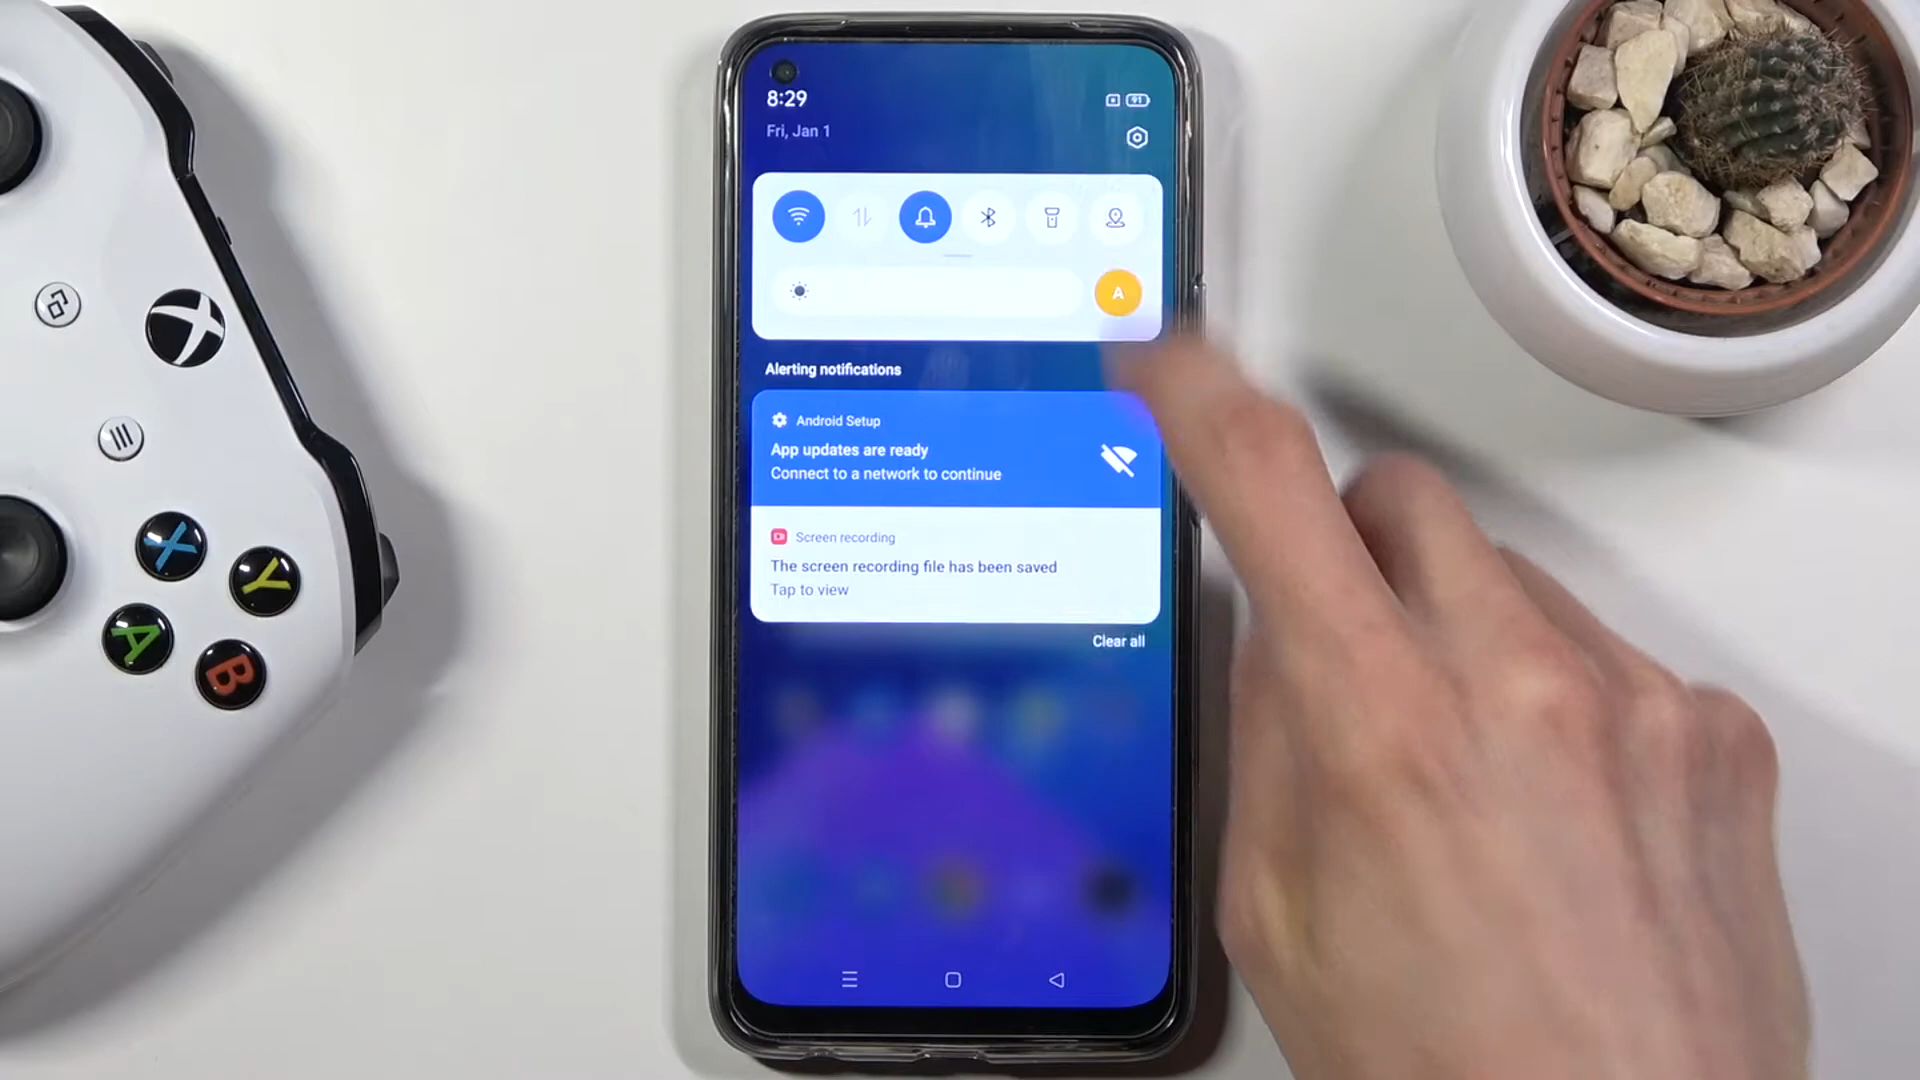 8:29
91
Fri, Jan 1
A
Alerting notifications
Android Setup
App updates are ready
Connect to a network to continue
Screen recording
The screen recording file has been saved
Tap to view
Clear all
X
Y
A
B